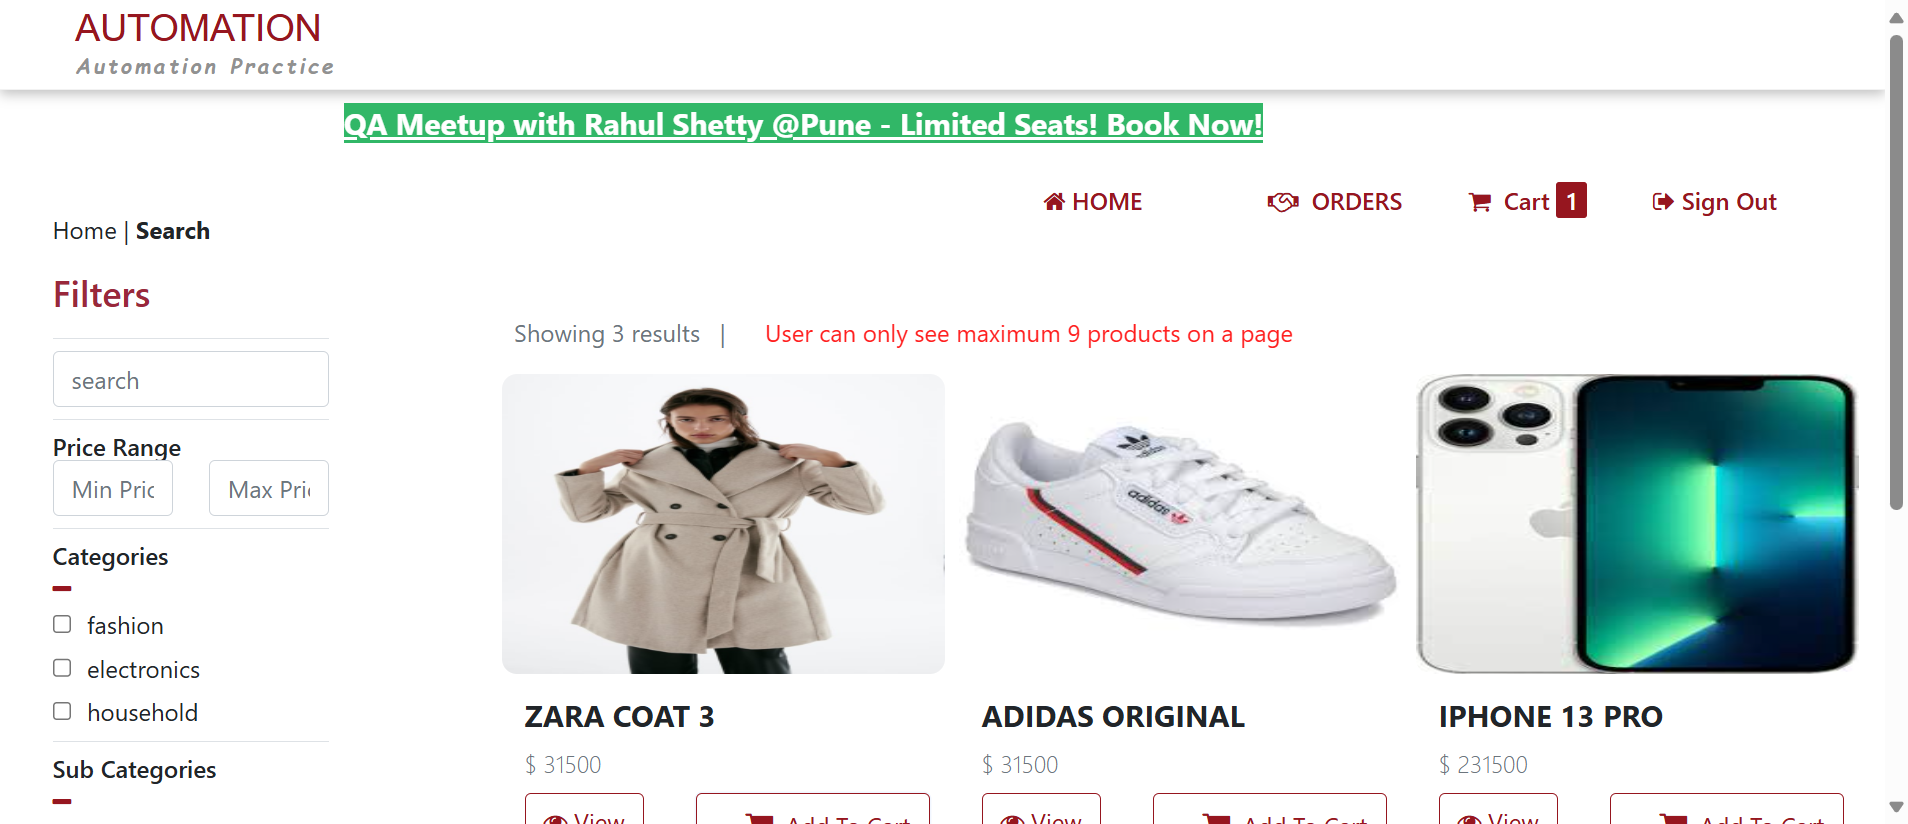 AUTOMATION
Automation Practice
QA Meetup with Rahul Shetty @Pune - Limited Seats! Book Now!
HOME ORDERS Cart 1 Sign Out
Home | Search
Filters
Showing 3 results | User can only see maximum 9 products on a page
search
Price Range
Min Pric Max Pri
adidas
adidas
Categories
fashion
electronics
household
ZARA COAT 3 ADIDAS ORIGINAL IPHONE 13 PRO
$ 31500 $ 31500 $ 231500
Sub Categories
View Add To Cart View Add To Cart View Add To Cart